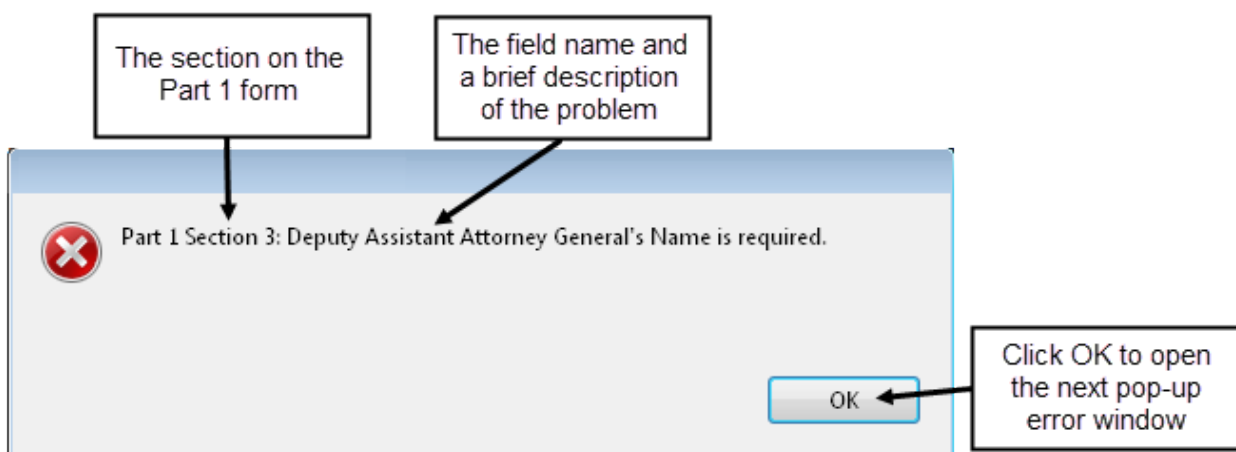 The section on the
Part 1 form
The field name and
a brief description
of the problem
Part 1 Section 3: Deputy Assistant Attorney General's Name is required.
OK
Click OK to open
the next pop-up
error window